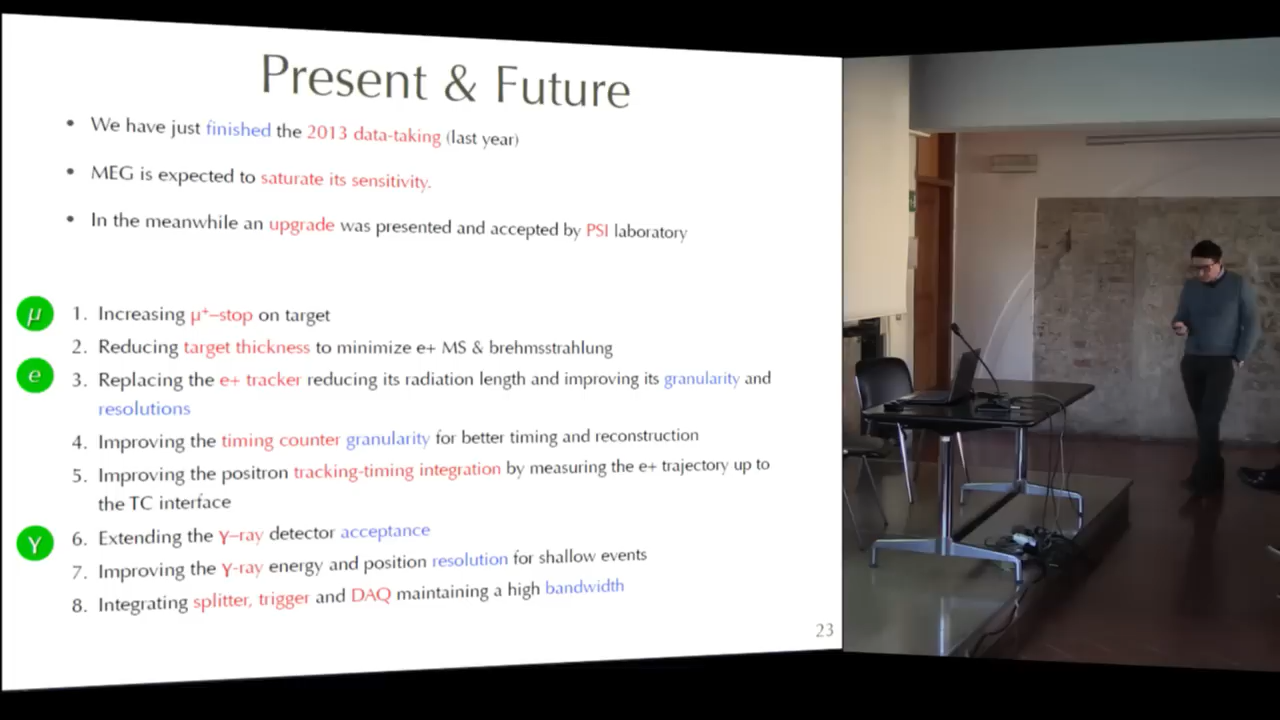 Present & Future
• We have just finished the 2013 data-taking (last year)
• MEG is expected to saturate its sensitivity.
• In the meanwhile an upgrade was presented and accepted by PSI laboratory
μ
1. Increasing μ+–stop on target
2. Reducing target thickness to minimize e+ MS & brehmsstrahlung
e
3. Replacing the e+ tracker reducing its radiation length and improving its granularity and
resolutions
4. Improving the timing counter granularity for better timing and reconstruction
5. Improving the positron tracking-timing integration by measuring the e+ trajectory up to
the TC interface
γ
6. Extending the γ–ray detector acceptance
7. Improving the γ-ray energy and position resolution for shallow events
8. Integrating splitter, trigger and DAQ maintaining a high bandwidth
23